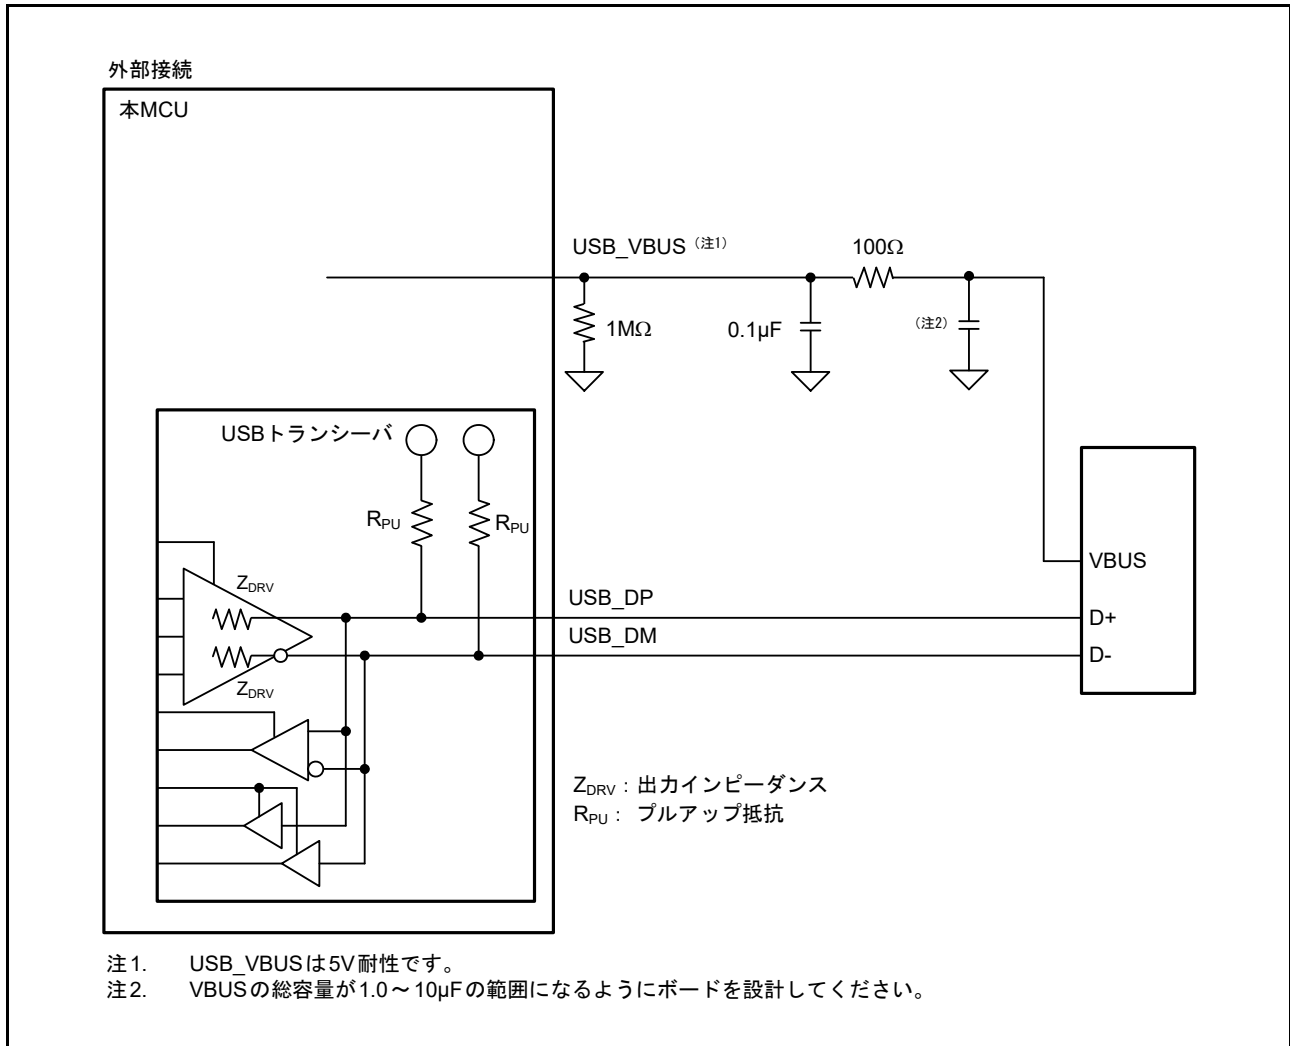 外部接続
本MCU
USB_VBUS（注1）
100Ω
1MΩ
0.1µF
（注2）
USBトランシーバ
RPU
RPU
VBUS
ZDRV
USB_DP
D+
USB_DM
D-
ZDRV
ZDRV：出力インピーダンス
RPU： プルアップ抵抗
注1. USB_VBUSは5V耐性です。
注2. VBUSの総容量が1.0～10µFの範囲になるようにボードを設計してください。